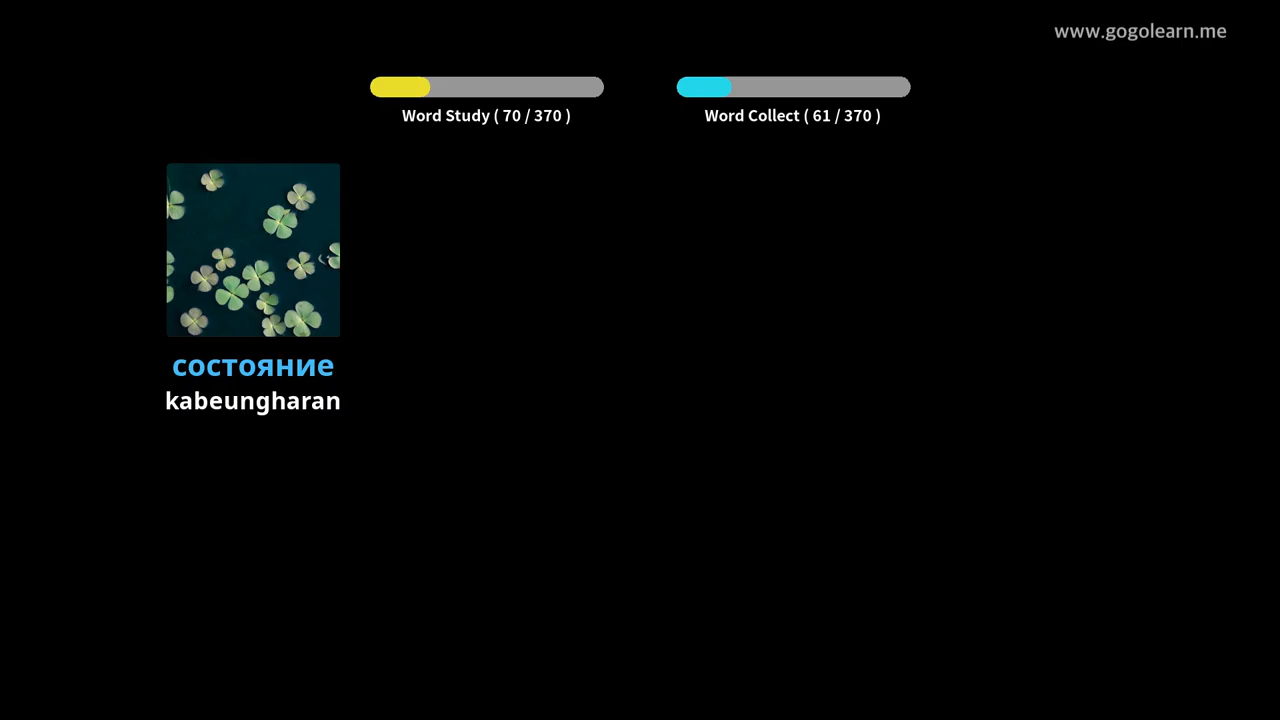 www.gogolearn.me
Word Study ( 70 / 370 )
Word Collect ( 61 / 370 )
состояние
kabeungharan